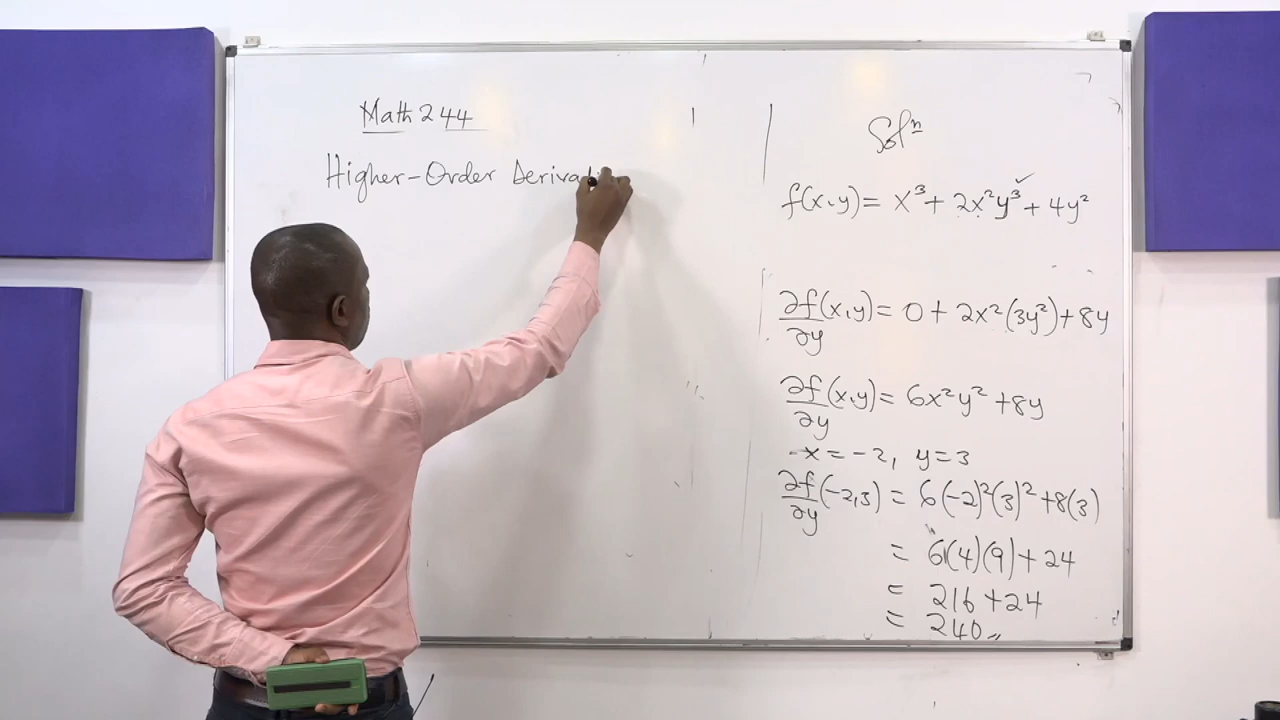 Math 244
Higher-Order Deriva
Solⁿ
f(x,y) = x³ + 2x²y³ + 4y²
∂f(x,y) = 0 + 2x²(3y²) + 8y
∂y
∂f(x,y) = 6x²y² + 8y
∂y
x = -2, y = 3
∂f(-2,3) = 6(-2)²(3)² + 8(3)
∂y
= 6(4)(9) + 24
= 216 + 24
= 240